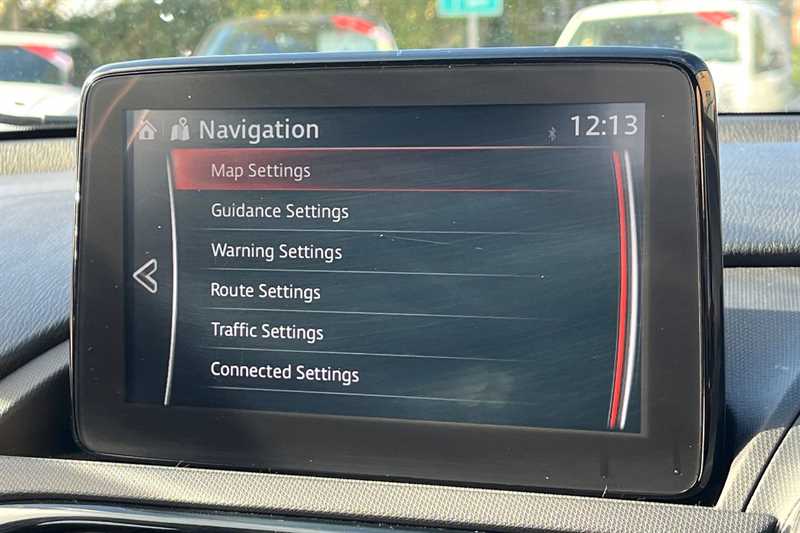 Navigation 12:13
Map Settings
Guidance Settings
Warning Settings
Route Settings
Traffic Settings
Connected Settings